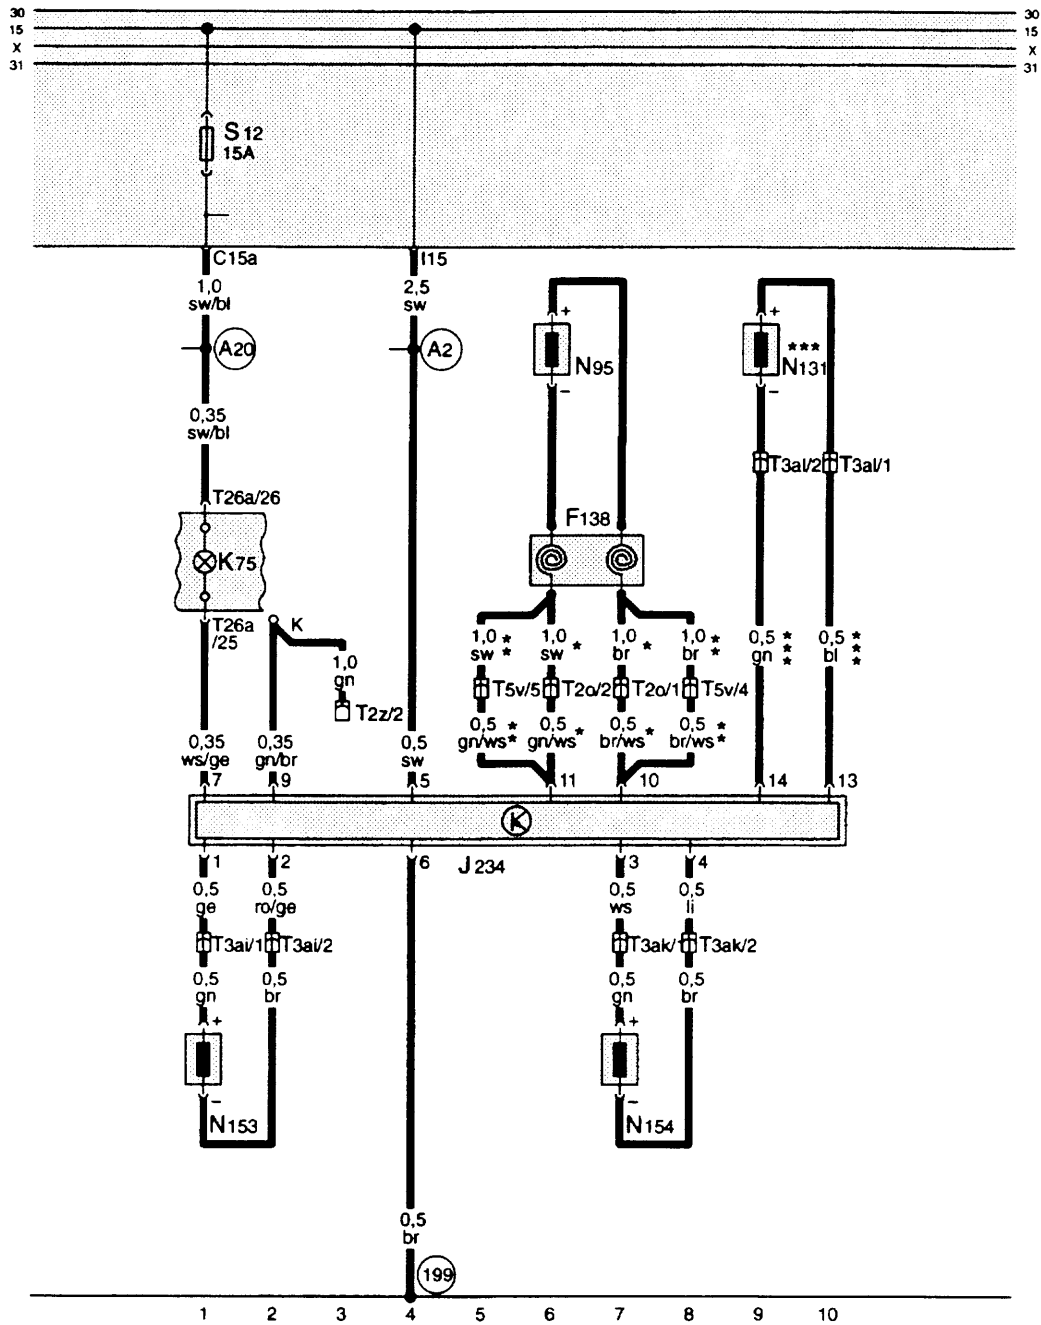 30 30
15 15
X X
31 31
S 12
15A
C15a I15
1,0 2,5
sw/bl sw
+ +
A20 A2 ***
N95 N131
− −
0,35
sw/bl
T3al/2 T3al/1
T26a/26
F138
K75
T26a K
/25
1,0 * 1,0 1,0 1,0 * 0,5 * 0,5 *
sw * sw * br * br * gn * bl *
* *
1,0
gn
T5v/5 T2o/2 T2o/1 T5v/4
T2z/2
0,35 0,35 0,5 0,5 * 0,5 0,5 0,5 *
ws/ge gn/br sw gn/ws * gn/ws * br/ws * br/ws *
7 9 5 11 10 14 13
K
1 2 6 J 234 3 4
0,5 0,5 0,5 0,5
ge ro/ge ws li
T3ai/1 T3ai/2 T3ak/1 T3ak/2
0,5 0,5 0,5 0,5
gn br gn br
+ +
− −
N153 N154
0,5
br
199
1 2 3 4 5 6 7 8 9 10